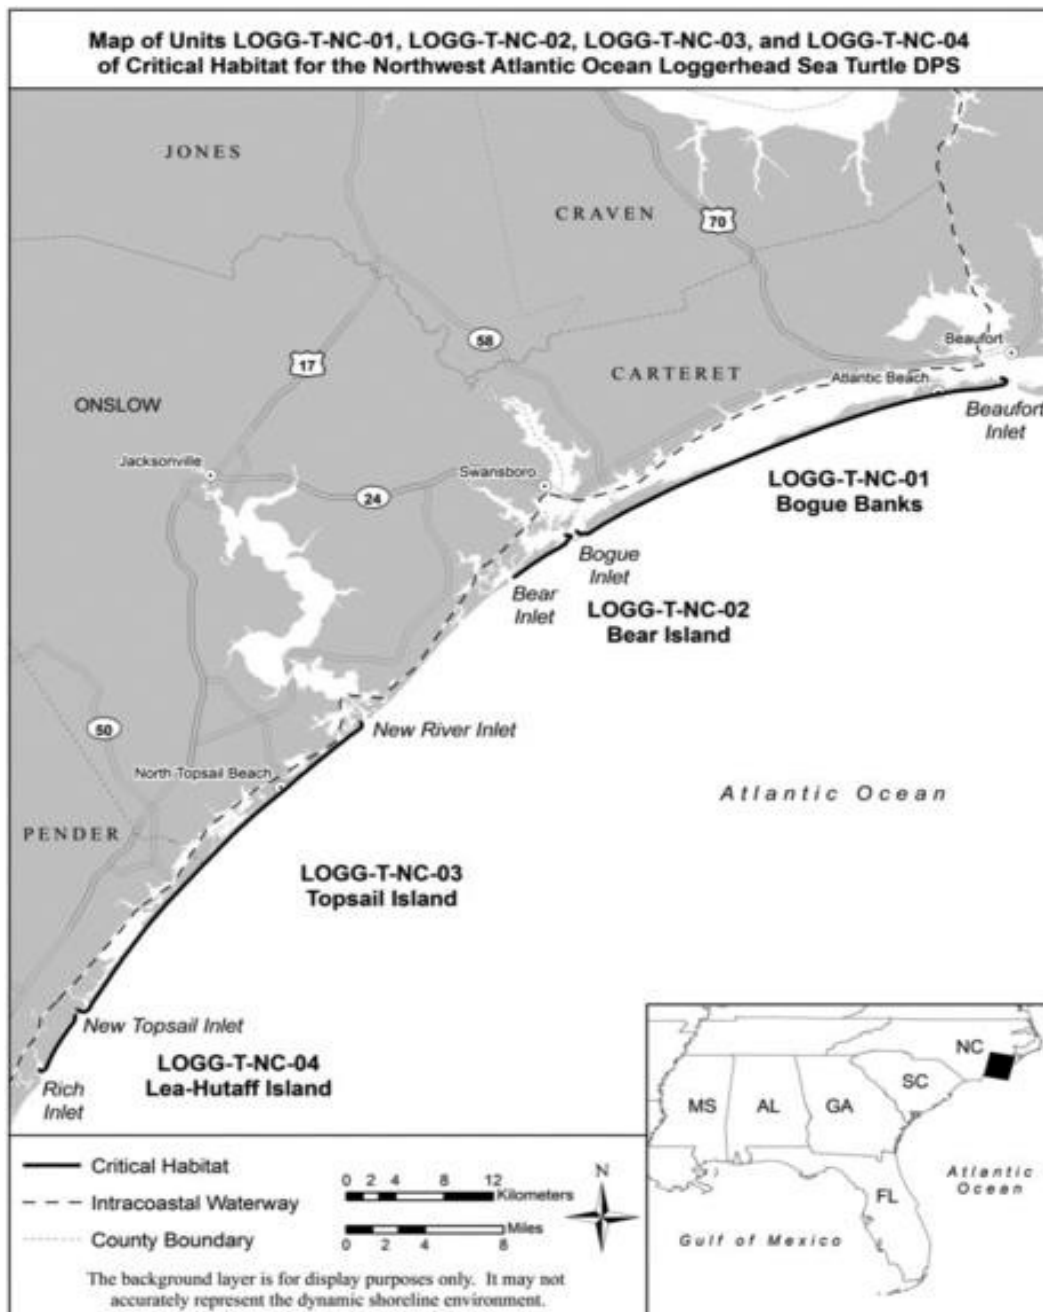 Map of Units LOGG-T-NC-01, LOGG-T-NC-02, LOGG-T-NC-03, and LOGG-T-NC-04
of Critical Habitat for the Northwest Atlantic Ocean Loggerhead Sea Turtle DPS
JONES
CRAVEN
70
58
17
Beaufort
CARTERET
Atlantic Beach
ONSLOW
Beaufort
Inlet
Jacksonville
Swansboro
24
LOGG-T-NC-01
Bogue Banks
Bogue
Inlet
Bear
Inlet
LOGG-T-NC-02
Bear Island
50
New River Inlet
North Topsail Beach
Atlantic Ocean
PENDER
LOGG-T-NC-03
Topsail Island
New Topsail Inlet
LOGG-T-NC-04
Lea-Hutaff Island
Rich
Inlet
NC
SC
MS
AL
GA
FL
Atlantic
Ocean
Gulf of Mexico
Critical Habitat
Intracoastal Waterway
County Boundary
0 2 4 8 12
Kilometers
Miles
0 2 4 8
N
The background layer is for display purposes only. It may not
accurately represent the dynamic shoreline environment.